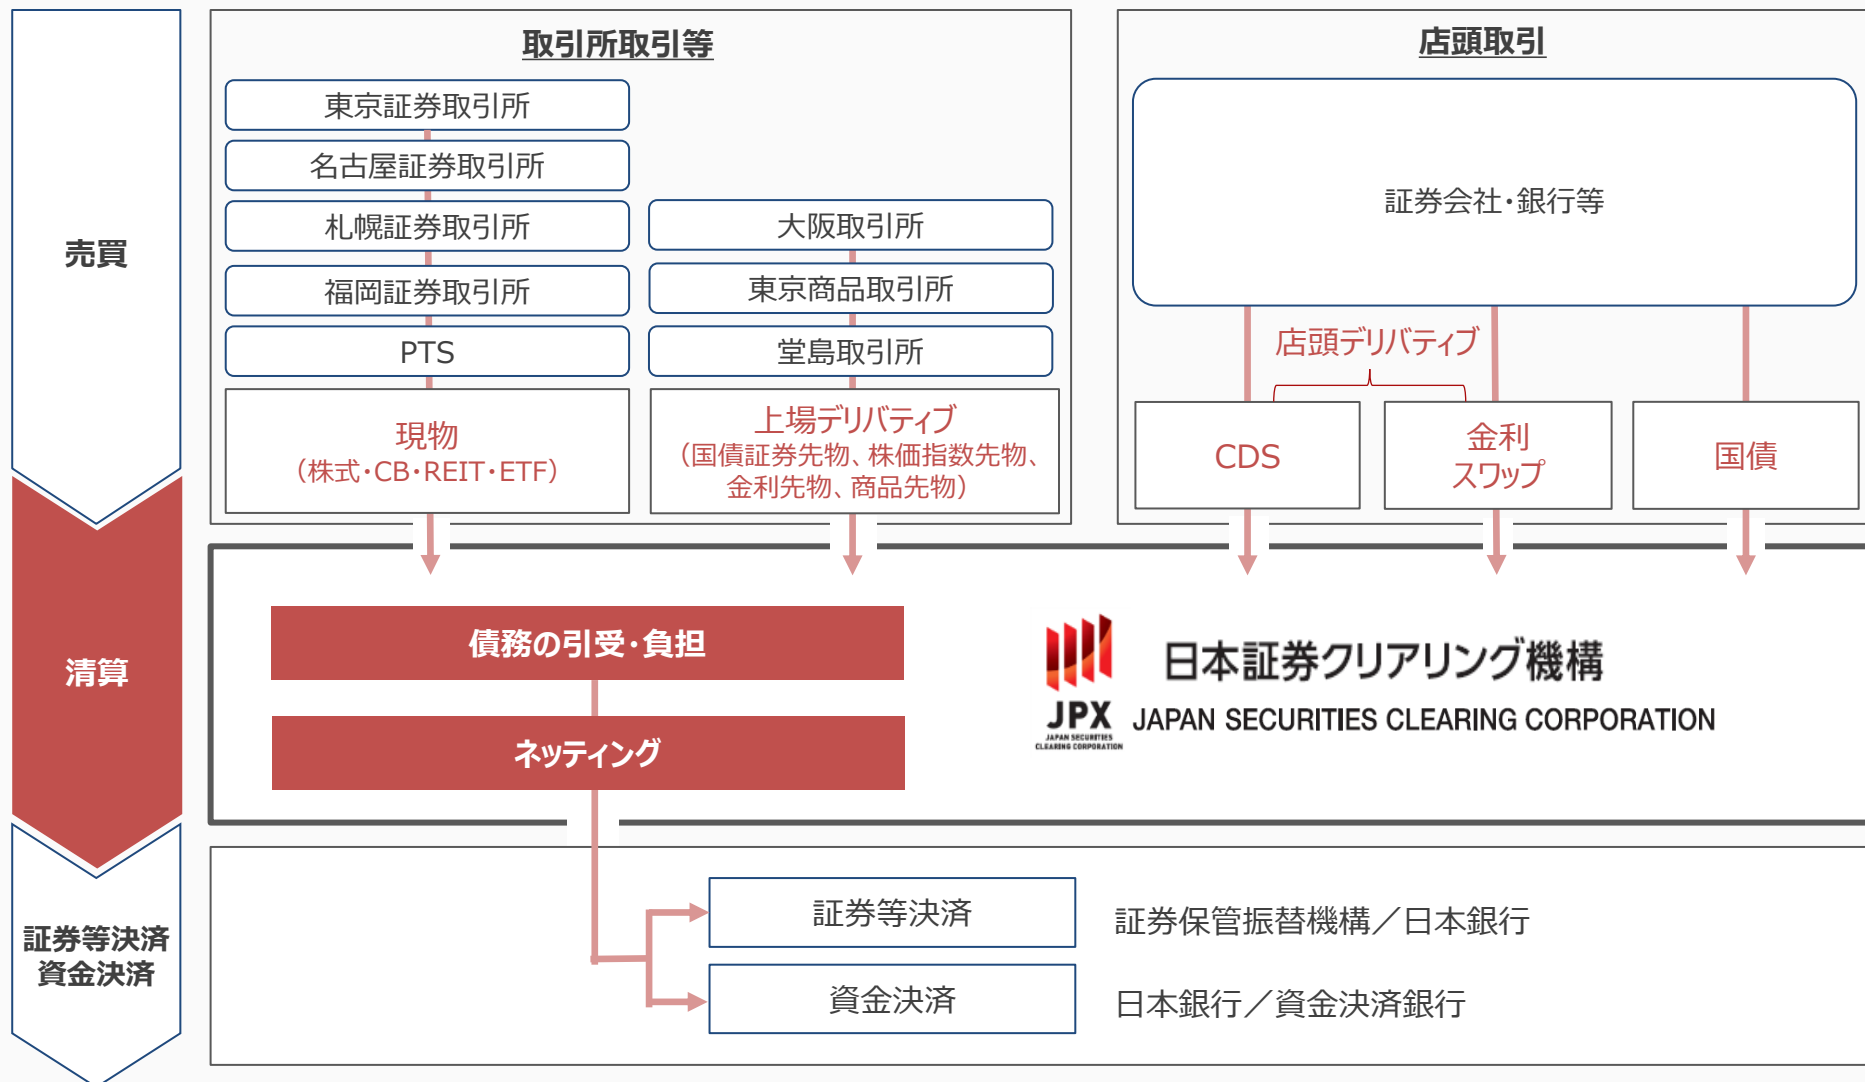 売買
清算
証券等決済
資金決済
取引所取引等
東京証券取引所
名古屋証券取引所
札幌証券取引所
福岡証券取引所
PTS
現物
（株式・CB・REIT・ETF）
大阪取引所
東京商品取引所
堂島取引所
上場デリバティブ
（国債証券先物、株価指数先物、
金利先物、商品先物）
店頭取引
証券会社・銀行等
店頭デリバティブ
CDS
金利
スワップ
国債
債務の引受・負担
ネッティング
JPX
JAPAN SECURITIES
CLEARING CORPORATION
日本証券クリアリング機構
JAPAN SECURITIES CLEARING CORPORATION
証券等決済
証券保管振替機構／日本銀行
資金決済
日本銀行／資金決済銀行